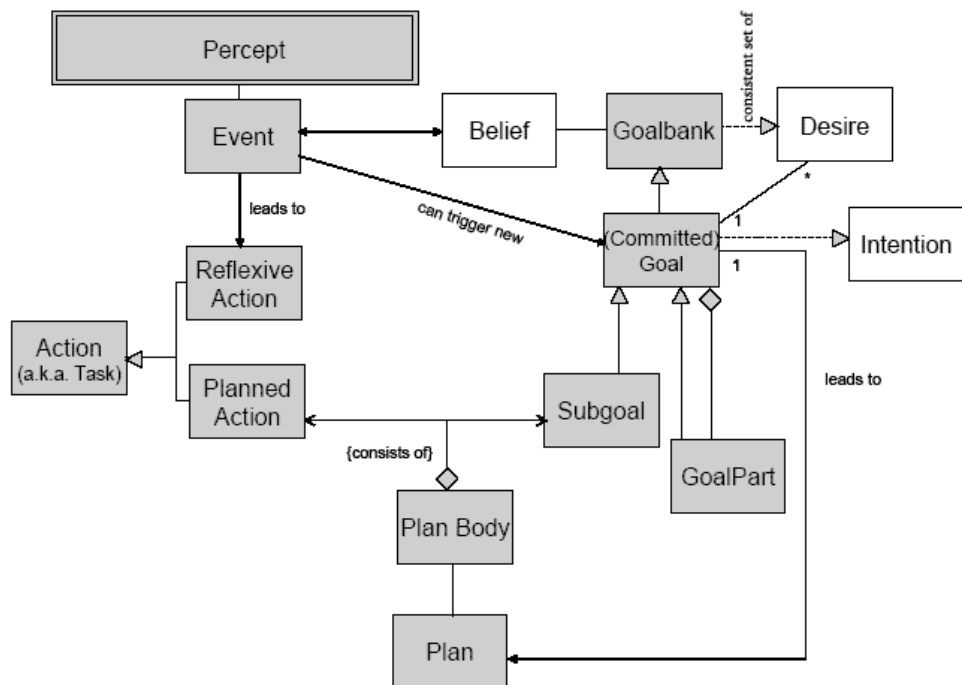 Percept
consistent set of
Event
Belief
Goalbank
Desire
*
leads to
can trigger new
1
(Committed)
Goal
1
Intention
Reflexive
Action
Action
(a.k.a. Task)
Planned
Action
Subgoal
leads to
{consists of}
GoalPart
Plan Body
Plan